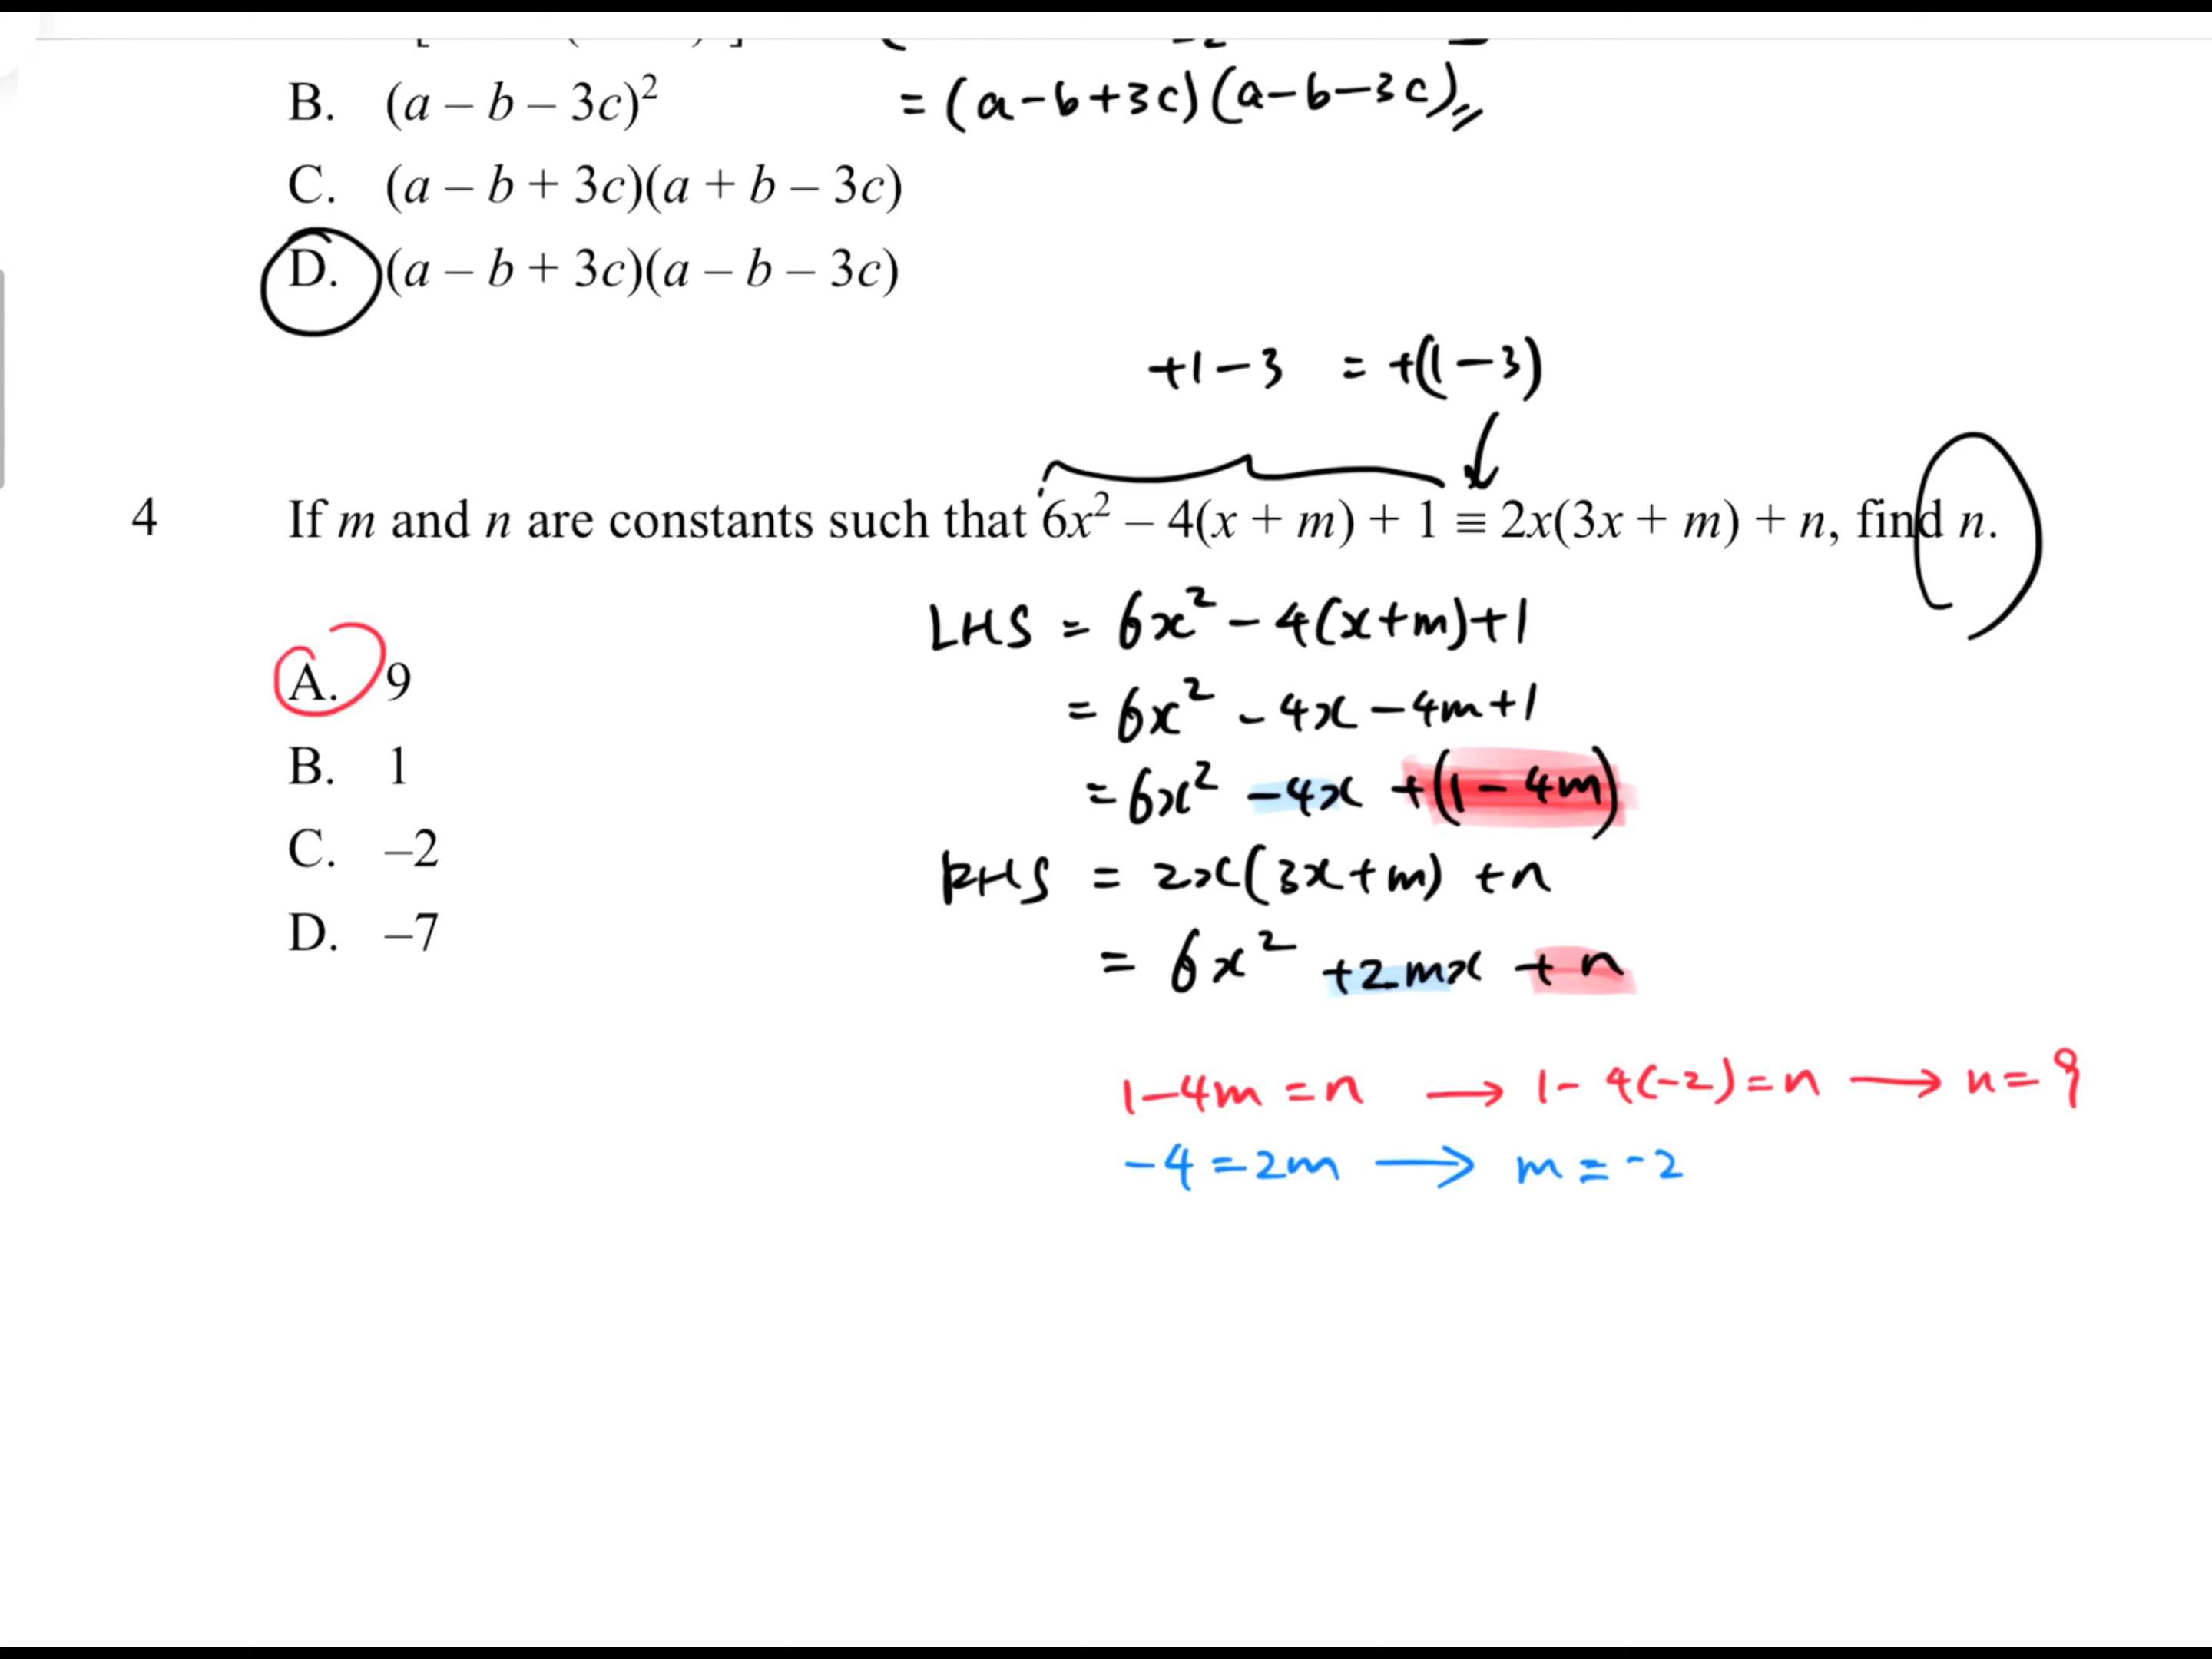 B. (a – b – 3c)²
= (a-b+3c)(a-b-3c)
C. (a – b + 3c)(a + b – 3c)
D. (a – b + 3c)(a – b – 3c)
+1-3 = +(1-3)
4 If m and n are constants such that 6x² – 4(x + m) + 1 ≡ 2x(3x + m) + n, find n.
LHS = 6x² - 4(x+m)+1
A. 9
= 6x² - 4x - 4m+1
B. 1
= 6x² - 4x + (1-4m)
C. –2
RHS = 2x(3x+m) + n
D. –7
= 6x² + 2mx + n
1-4m = n → 1-4(-2) = n → n = 9
-4 = 2m → m = -2